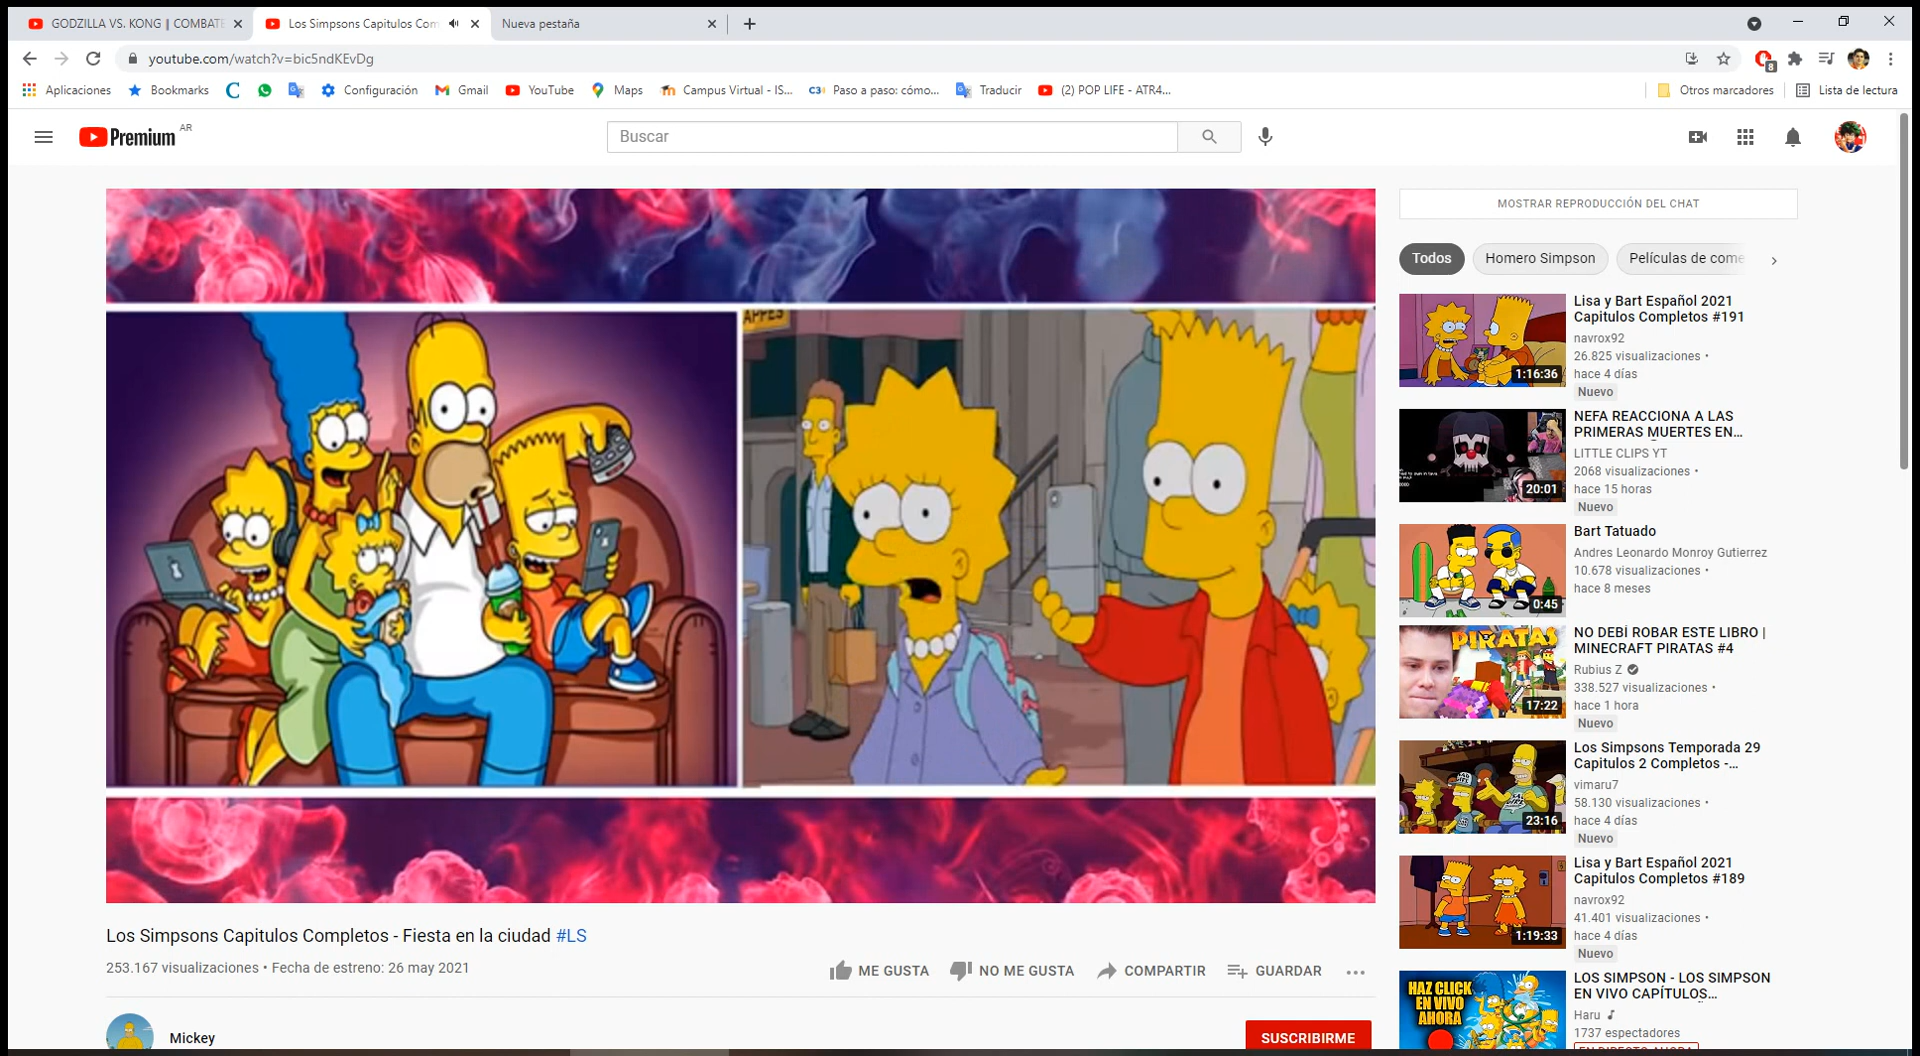 GODZILLA VS. KONG || COMBATE
Los Simpsons Capitulos Com
Nueva pestaña
youtube.com/watch?v=bic5ndKEvDg
8
Aplicaciones
Bookmarks
Configuración
Gmail
YouTube
Maps
Campus Virtual - IS...
Paso a paso: cómo...
Traducir
(2) POP LIFE - ATR4...
Otros marcadores
Lista de lectura
Premium AR
Buscar
MOSTRAR REPRODUCCIÓN DEL CHAT
Todos
Homero Simpson
Películas de come
Lisa y Bart Español 2021
Capitulos Completos #191
navrox92
26.825 visualizaciones •
hace 4 días
Nuevo
1:16:36
NEFA REACCIONA A LAS
PRIMERAS MUERTES EN...
LITTLE CLIPS YT
2068 visualizaciones •
hace 15 horas
Nuevo
20:01
Bart Tatuado
Andres Leonardo Monroy Gutierrez
10.678 visualizaciones •
hace 8 meses
0:45
PIRATAS
NO DEBÍ ROBAR ESTE LIBRO |
MINECRAFT PIRATAS #4
Rubius Z
338.527 visualizaciones •
hace 1 hora
Nuevo
17:22
Los Simpsons Temporada 29
Capitulos 2 Completos -...
vimaru7
58.130 visualizaciones •
hace 4 días
Nuevo
23:16
Lisa y Bart Español 2021
Capitulos Completos #189
navrox92
41.401 visualizaciones •
hace 4 días
Nuevo
1:19:33
HAZ CLICK
EN VIVO
AHORA
LOS SIMPSON - LOS SIMPSON
EN VIVO CAPÍTULOS...
Haru
1737 espectadores
EN DIRECTO AHORA
Los Simpsons Capitulos Completos - Fiesta en la ciudad #LS
253.167 visualizaciones • Fecha de estreno: 26 may 2021
ME GUSTA
NO ME GUSTA
COMPARTIR
GUARDAR
Mickey
SUSCRIBIRME